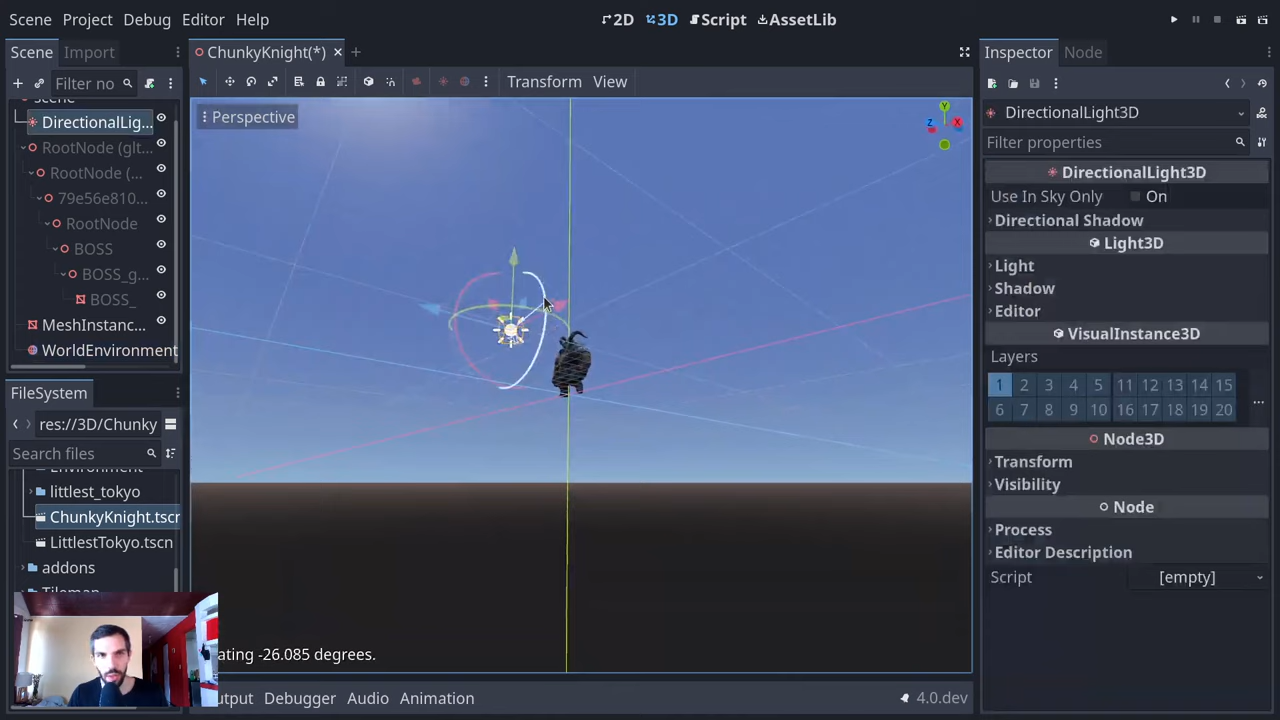 Scene Project Debug Editor Help
2D 3D Script AssetLib
Scene Import
Filter no
DirectionalLig...
RootNode (glt...
RootNode (...
79e56e810...
RootNode
BOSS
BOSS_g...
BOSS_
MeshInstanc...
WorldEnvironment
FileSystem
res://3D/Chunky
Search files
Environment
littlest_tokyo
ChunkyKnight.tscr
LittlestTokyo.tscn
addons
Tilemap
ChunkyKnight(*)
Transform View
Perspective
Y
Z X
ating -26.085 degrees.
utput Debugger Audio Animation
4.0.dev
Inspector Node
DirectionalLight3D
Filter properties
DirectionalLight3D
Use In Sky Only On
Directional Shadow
Light3D
Light
Shadow
Editor
VisualInstance3D
Layers
1 2 3 4 5 11 12 13 14 15
6 7 8 9 10 16 17 18 19 20
Node3D
Transform
Visibility
Node
Process
Editor Description
Script [empty]